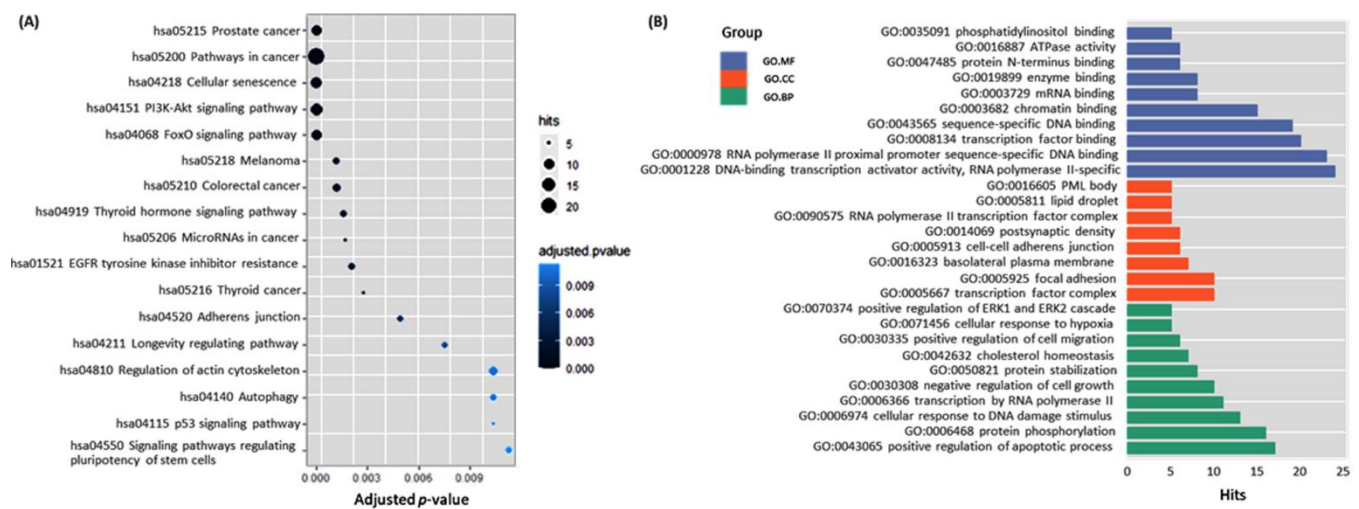 (A)
hsa05215 Prostate cancer
hsa05200 Pathways in cancer
hsa04218 Cellular senescence
hsa04151 PI3K-Akt signaling pathway
hsa04068 FoxO signaling pathway
hsa05218 Melanoma
hsa05210 Colorectal cancer
hsa04919 Thyroid hormone signaling pathway
hsa05206 MicroRNAs in cancer
hsa01521 EGFR tyrosine kinase inhibitor resistance
hsa05216 Thyroid cancer
hsa04520 Adherens junction
hsa04211 Longevity regulating pathway
hsa04810 Regulation of actin cytoskeleton
hsa04140 Autophagy
hsa04115 p53 signaling pathway
hsa04550 Signaling pathways regulating
pluripotency of stem cells
0.000 0.003 0.006 0.009
Adjusted p-value
hits
5
10
15
20
adjusted.pvalue
0.009
0.006
0.003
0.000
(B)
Group
GO.MF
GO.CC
GO.BP
GO:0035091 phosphatidylinositol binding
GO:0016887 ATPase activity
GO:0047485 protein N-terminus binding
GO:0019899 enzyme binding
GO:0003729 mRNA binding
GO:0003682 chromatin binding
GO:0043565 sequence-specific DNA binding
GO:0008134 transcription factor binding
GO:0000978 RNA polymerase II proximal promoter sequence-specific DNA binding
GO:0001228 DNA-binding transcription activator activity, RNA polymerase II-specific
GO:0016605 PML body
GO:0005811 lipid droplet
GO:0090575 RNA polymerase II transcription factor complex
GO:0014069 postsynaptic density
GO:0005913 cell-cell adherens junction
GO:0016323 basolateral plasma membrane
GO:0005925 focal adhesion
GO:0005667 transcription factor complex
GO:0070374 positive regulation of ERK1 and ERK2 cascade
GO:0071456 cellular response to hypoxia
GO:0030335 positive regulation of cell migration
GO:0042632 cholesterol homeostasis
GO:0050821 protein stabilization
GO:0030308 negative regulation of cell growth
GO:0006366 transcription by RNA polymerase II
GO:0006974 cellular response to DNA damage stimulus
GO:0006468 protein phosphorylation
GO:0043065 positive regulation of apoptotic process
0 5 10 15 20 25
Hits